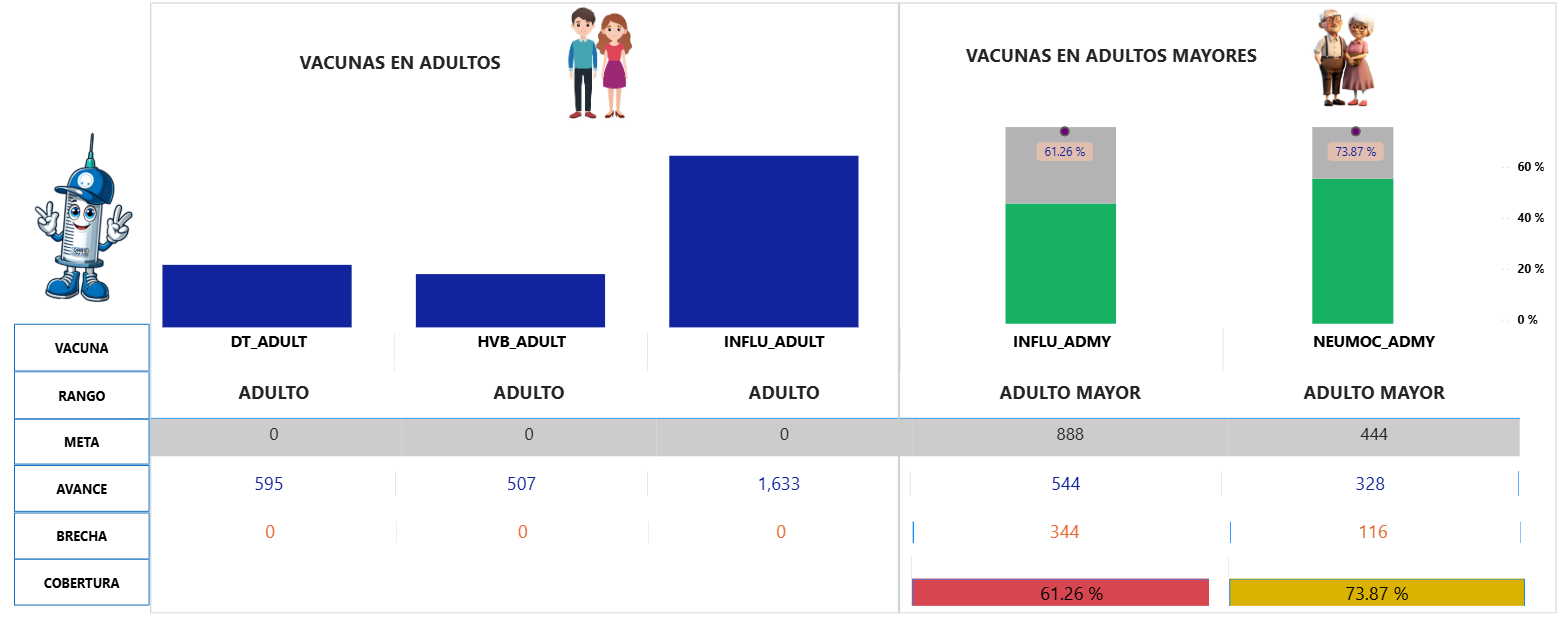 VACUNAS EN ADULTOS
VACUNAS EN ADULTOS MAYORES
61.26 %
73.87 %
60 %
40 %
20 %
0 %
VACUNA DT_ADULT HVB_ADULT INFLU_ADULT INFLU_ADMY NEUMOC_ADMY
RANGO ADULTO ADULTO ADULTO ADULTO MAYOR ADULTO MAYOR
META 0 0 0 888 444
AVANCE 595 507 1,633 544 328
BRECHA 0 0 0 344 116
COBERTURA 61.26 % 73.87 %